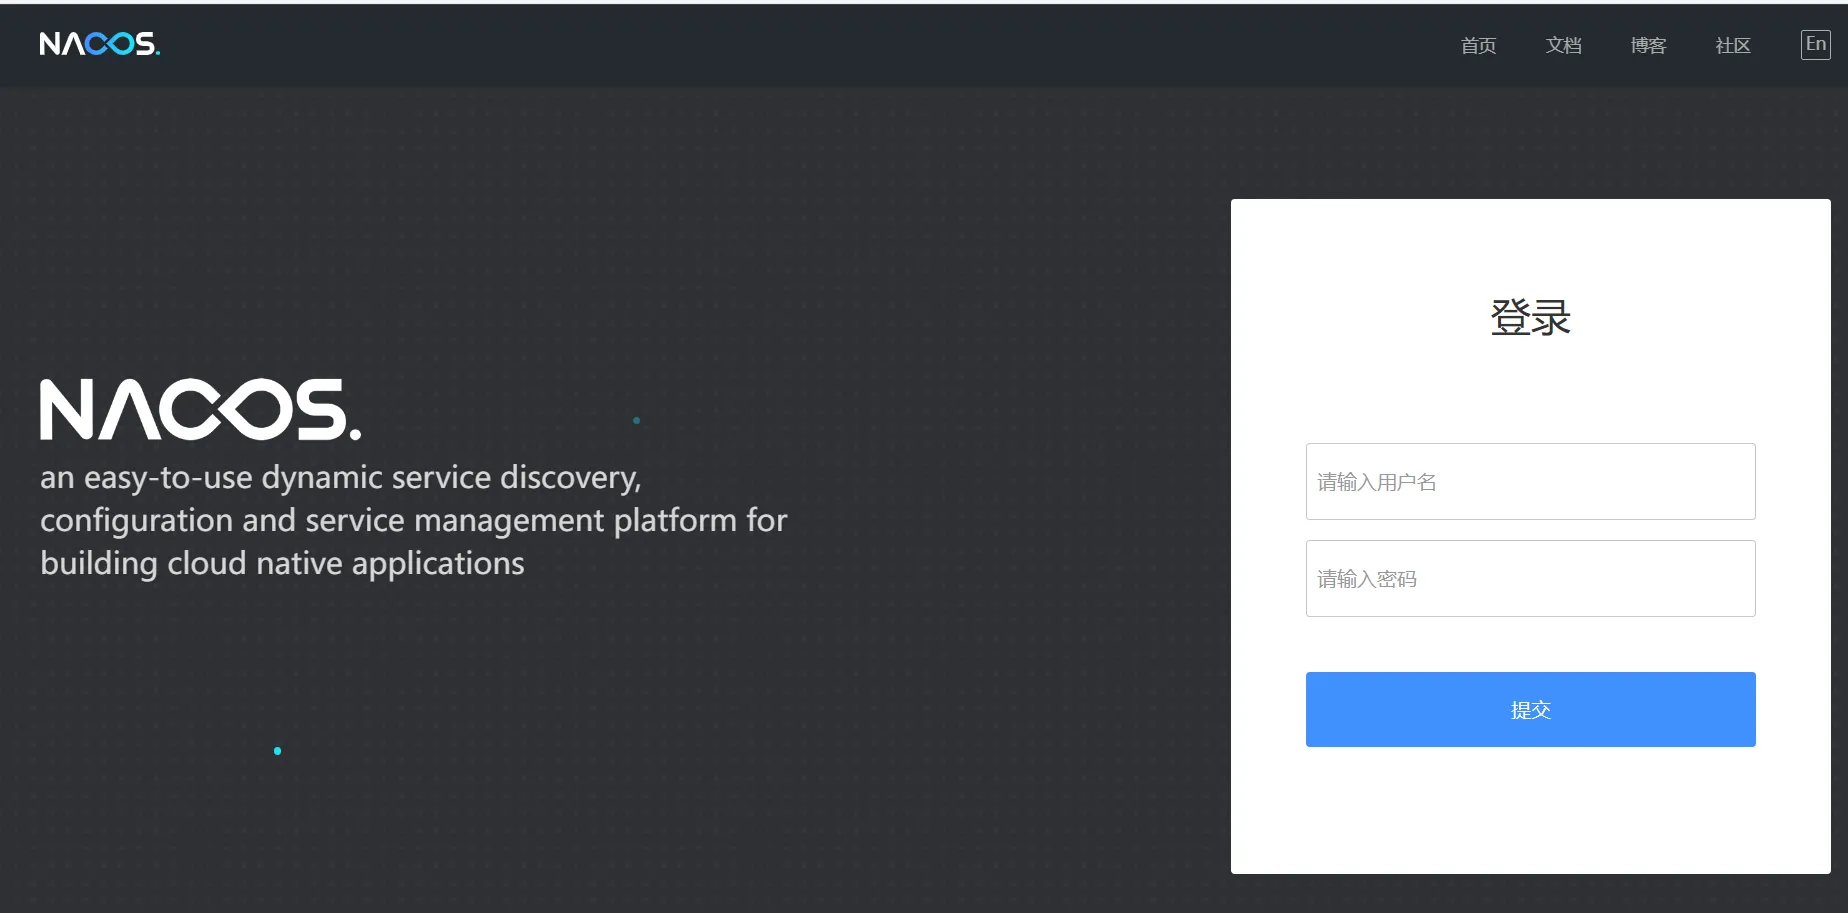 NACOS.
首页 文档 博客 社区 En
登录
NACOS.
an easy-to-use dynamic service discovery,
configuration and service management platform for
building cloud native applications
请输入用户名
请输入密码
提交